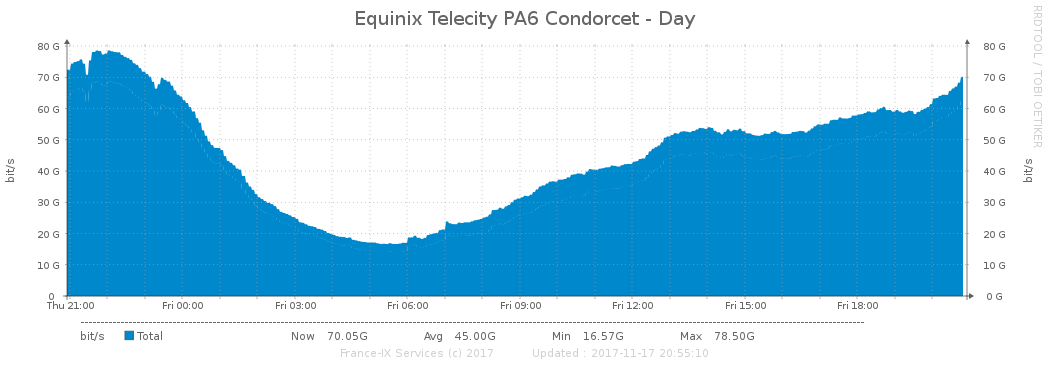 Equinix Telecity PA6 Condorcet - Day
RRDTOOL / TOBI OETIKER
bit/s
80 G
70 G
60 G
50 G
40 G
30 G
20 G
10 G
0
80 G
70 G
60 G
50 G
40 G
30 G
20 G
10 G
0 G
bit/s
Thu 21:00 Fri 00:00 Fri 03:00 Fri 06:00 Fri 09:00 Fri 12:00 Fri 15:00 Fri 18:00
bit/s Total Now 70.05G Avg 45.00G Min 16.57G Max 78.50G
France-IX Services (c) 2017 Updated : 2017-11-17 20:55:10